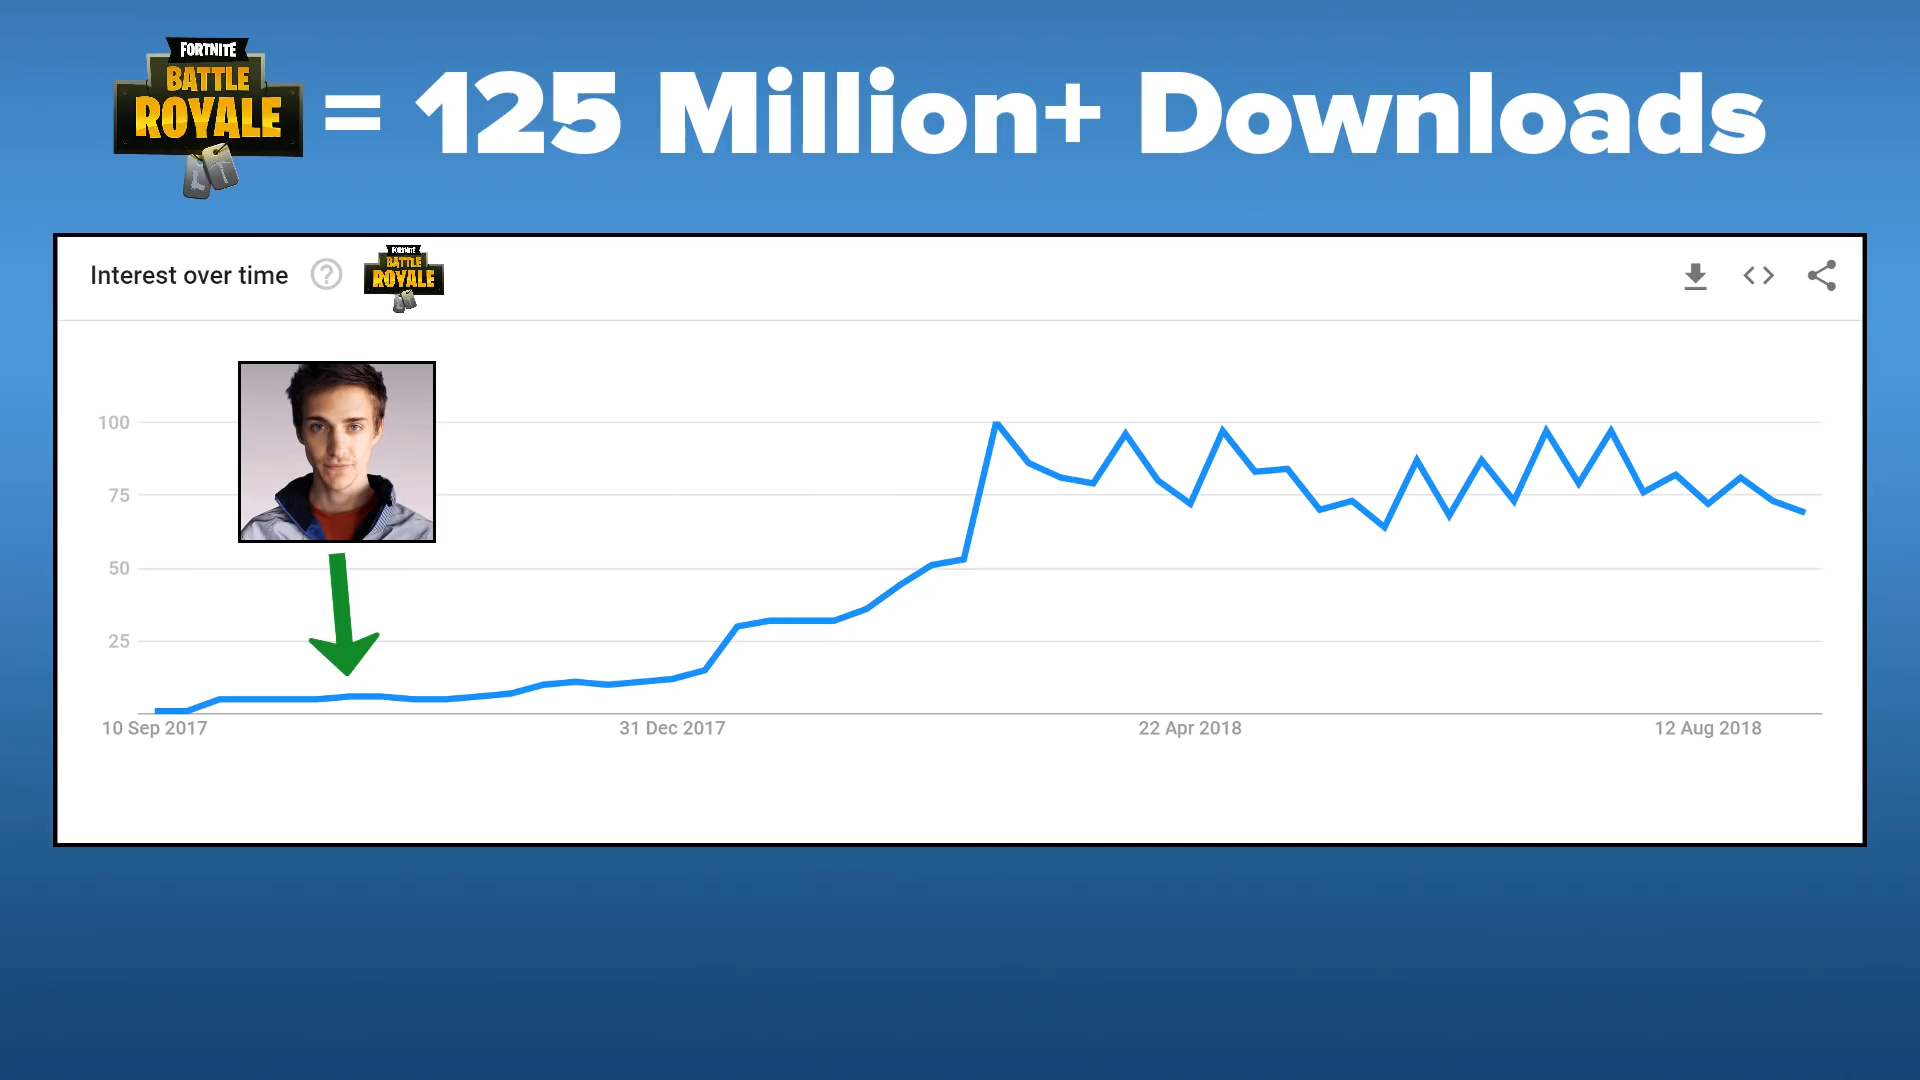 FORTNITE
BATTLE
ROYALE
= 125 Million+ Downloads
Interest over time ?
FORTNITE
BATTLE
ROYALE
100
75
50
25
10 Sep 2017
31 Dec 2017
22 Apr 2018
12 Aug 2018